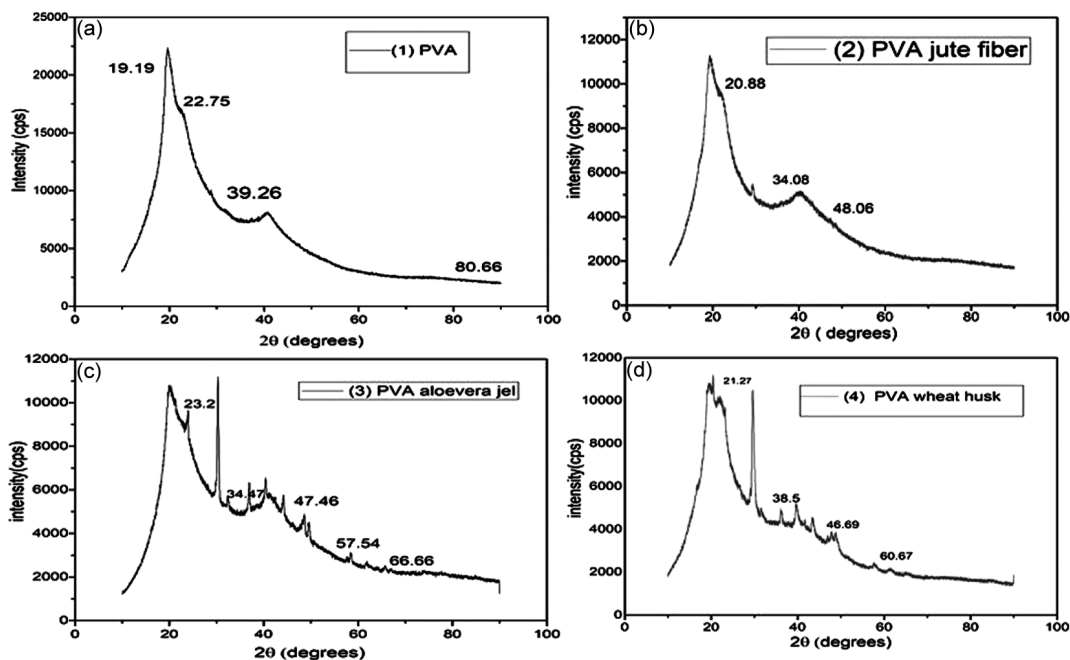 (a)
(1) PVA
19.19
22.75
39.26
80.66
25000
20000
15000
10000
5000
0
Intensity (cps)
0 20 40 60 80 100
2θ (degrees)
(b)
(2) PVA jute fiber
20.88
34.08
48.06
12000
10000
8000
6000
4000
2000
0
intensity (cps)
0 20 40 60 80 100
2θ ( degrees)
(c)
(3) PVA aloevera jel
23.2
34.47
47.46
57.54
66.66
12000
10000
8000
6000
4000
2000
0
intensity(cps)
0 20 40 60 80 100
2θ (degrees)
(d)
(4) PVA wheat husk
21.27
38.5
46.69
60.67
12000
10000
8000
6000
4000
2000
0
intensity(cps)
0 20 40 60 80 100
2θ (degrees)